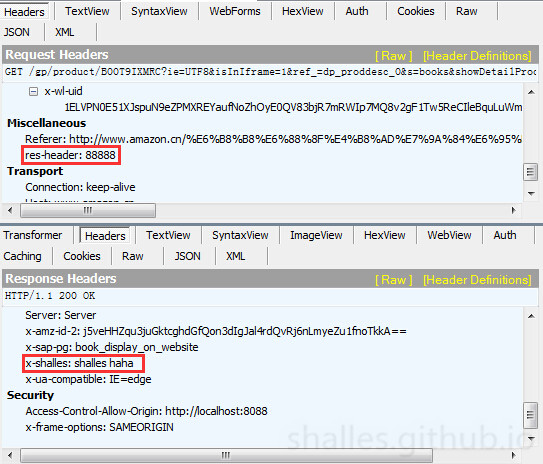 Headers TextView SyntaxView WebForms HexView Auth Cookies Raw
JSON XML
Request Headers [ Raw ] [Header Definitions]
GET /gp/product/B00T9IXMRC?ie=UTF8&isInIframe=1&ref_=dp_proddesc_0&s=books&showDetailProd
x-wl-uid
1ELVPN0E51XJspuN9eZPMXREYaufNoZhOyE0QV83bjR7mRWIp7MQ8v2gF1Tw5ReCIleBquLuWm
Miscellaneous
Referer: http://www.amazon.cn/%E6%B8%B8%E6%88%8F%E4%B8%AD%E7%9A%84%E6%95%
res-header: 88888
Transport
Connection: keep-alive
Host: www.amazon.cn
Transformer Headers TextView SyntaxView ImageView HexView WebView Auth
Caching Cookies Raw JSON XML
Response Headers [ Raw ] [Header Definitions]
HTTP/1.1 200 OK
Server: Server
x-amz-id-2: j5veHHZqu3juGktcghdGfQon3dIgJal4rdQvRj6nLmyeZu1fnoTkkA==
x-sap-pg: book_display_on_website
x-shalles: shalles haha
x-ua-compatible: IE=edge
Security
Access-Control-Allow-Origin: http://localhost:8088
x-frame-options: SAMEORIGIN
shalles.github.io